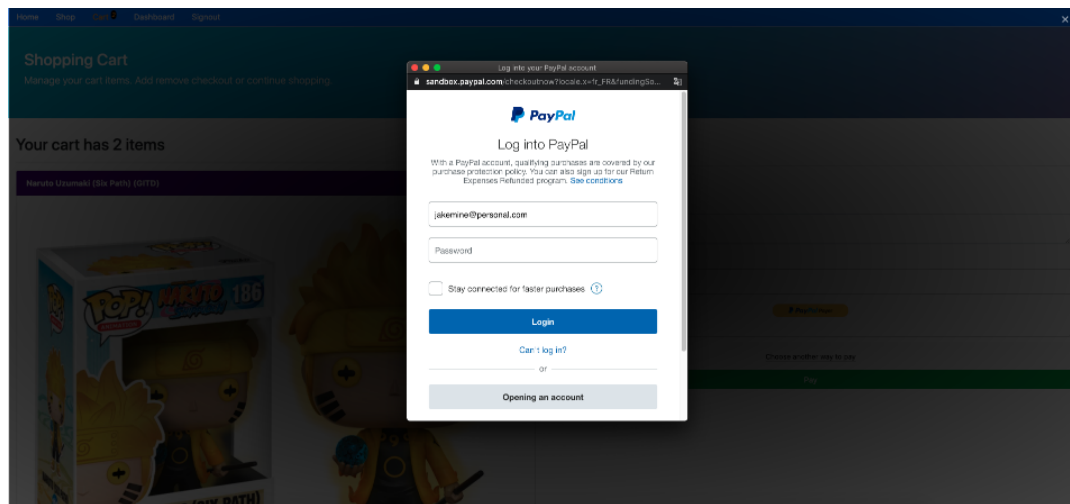 Home Shop Cart Dashboard Signout
Shopping Cart
Manage your cart items. Add remove checkout or continue shopping.
Your cart has 2 items
Naruto Uzumeki (Six Path) (GITD)
POP! NARUTO 186
(SIX PATH)
Log into your PayPal account
sandbox.paypal.com/checkoutnow?locale.x=fr_FR&fundingSo...
PayPal
Log into PayPal
With a PayPal account, qualifying purchases are covered by our
purchase protection policy. You can also sign up for our Return
Expenses Refunded program. See conditions
jakemine@personal.com
Password
Stay connected for faster purchases ?
Login
Can't log in?
or
Opening an account
Choose another way to pay
Pay